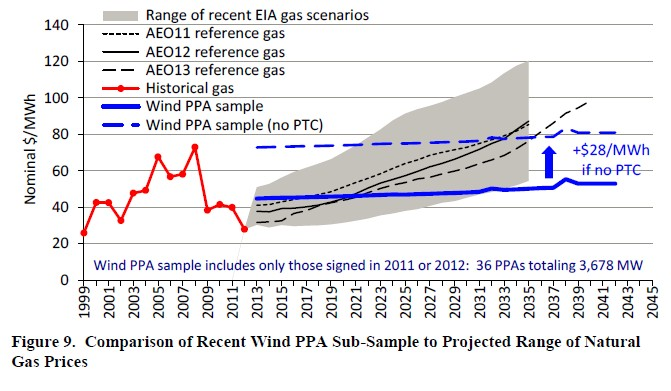 Range of recent EIA gas scenarios
AEO11 reference gas
AEO12 reference gas
AEO13 reference gas
Historical gas
Wind PPA sample
Wind PPA sample (no PTC)
Nominal $/MWh
140
120
100
80
60
40
20
0
+$28/MWh
if no PTC
Wind PPA sample includes only those signed in 2011 or 2012:  36 PPAs totaling 3,678 MW
1999
2001
2003
2005
2007
2009
2011
2013
2015
2017
2019
2021
2023
2025
2027
2029
2031
2033
2035
2037
2039
2041
2043
2045
Figure 9.  Comparison of Recent Wind PPA Sub-Sample to Projected Range of Natural
Gas Prices